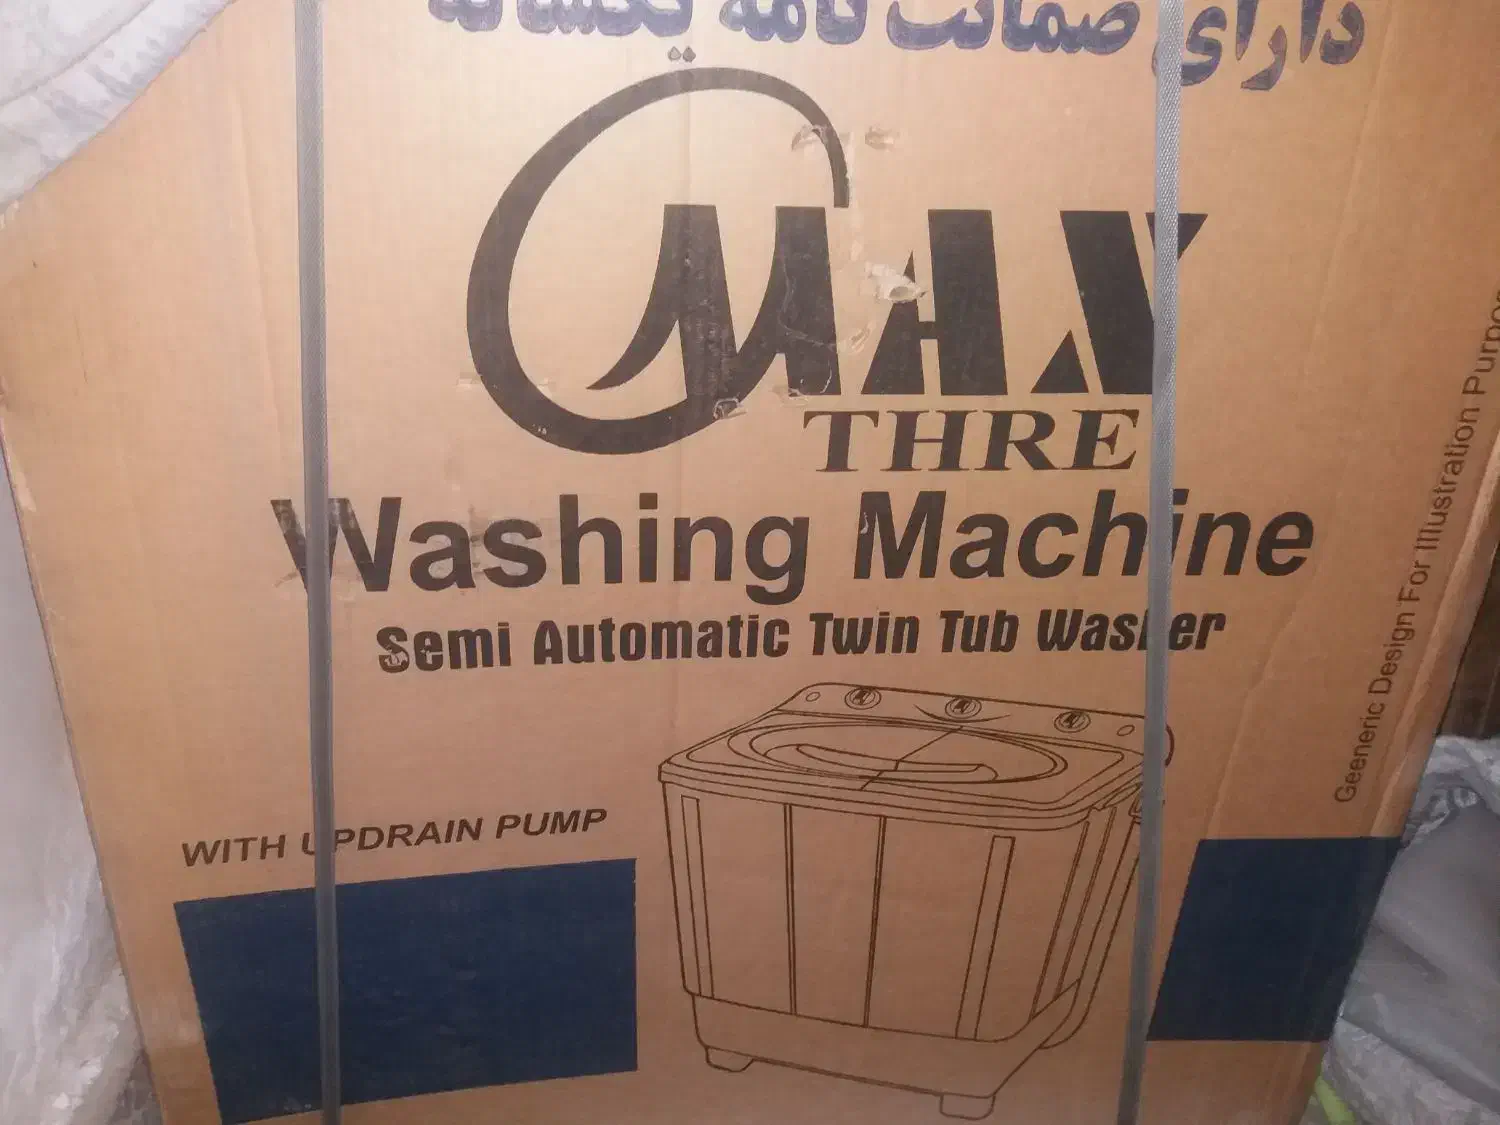 دارای ضمانت نامه یکساله
MAX
THRE
Washing Machine
Semi Automatic Twin Tub Washer
WITH UPDRAIN PUMP
Geeneric Design For Illustration Purpose